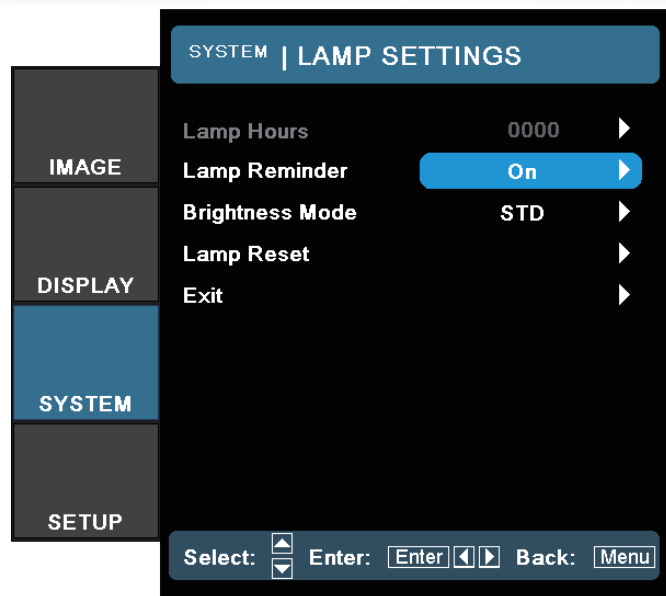 SYSTEM | LAMP SETTINGS
IMAGE
DISPLAY
SYSTEM
SETUP
Lamp Hours 0000
Lamp Reminder On
Brightness Mode STD
Lamp Reset
Exit
Select: Enter: Enter Back: Menu